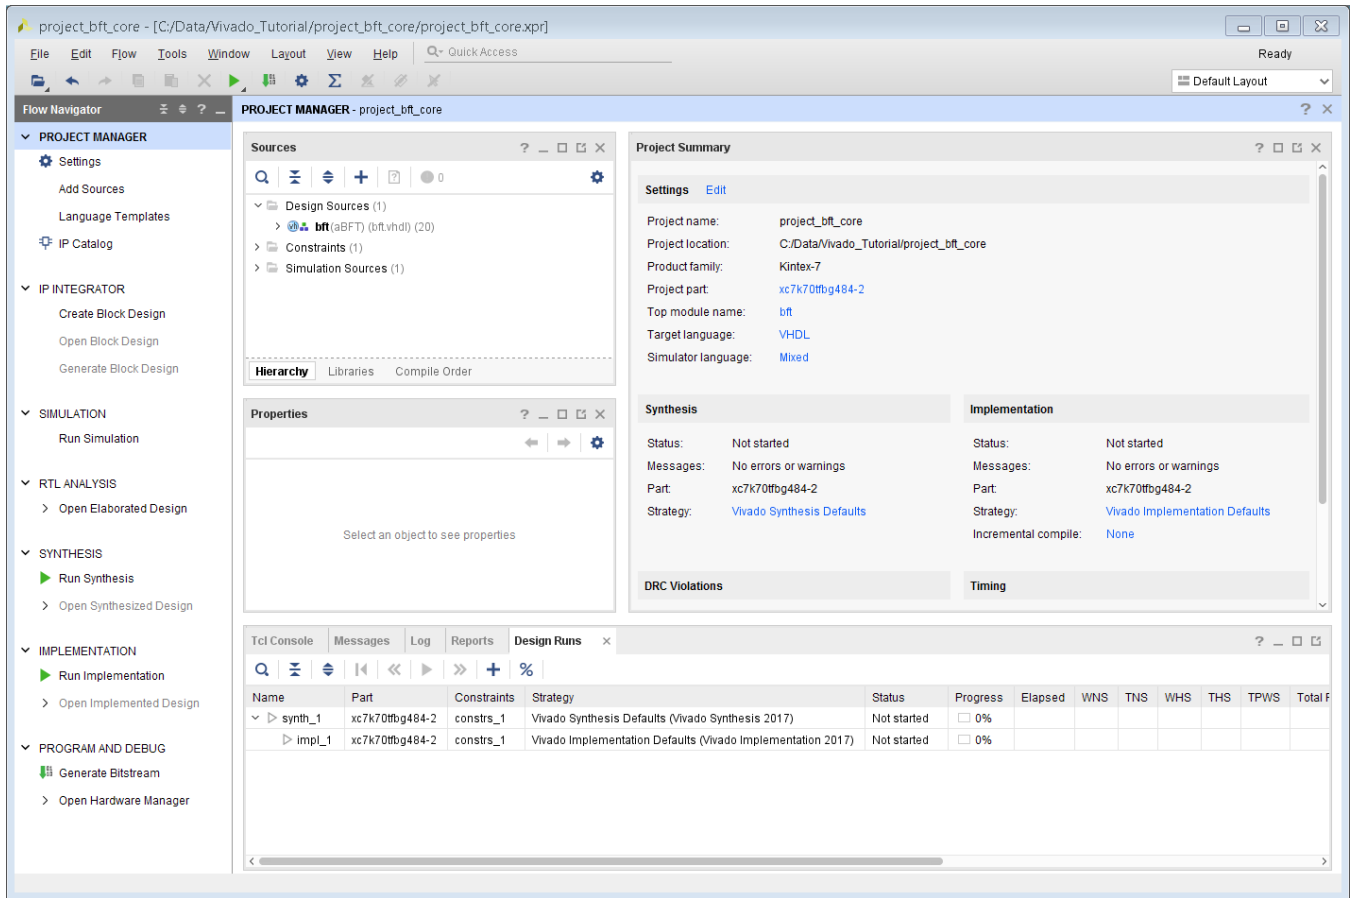 project_bft_core - [C:/Data/Vivado_Tutorial/project_bft_core/project_bft_core.xpr]
File Edit Flow Tools Window Layout View Help Quick Access Ready
Default Layout
Flow Navigator
PROJECT MANAGER - project_bft_core
PROJECT MANAGER
Settings
Add Sources
Language Templates
IP Catalog
IP INTEGRATOR
Create Block Design
Open Block Design
Generate Block Design
SIMULATION
Run Simulation
RTL ANALYSIS
Open Elaborated Design
SYNTHESIS
Run Synthesis
Open Synthesized Design
IMPLEMENTATION
Run Implementation
Open Implemented Design
PROGRAM AND DEBUG
Generate Bitstream
Open Hardware Manager
Sources
0
Design Sources (1)
bft(aBFT) (bft.vhdl) (20)
Constraints (1)
Simulation Sources (1)
Hierarchy Libraries Compile Order
Properties
Select an object to see properties
Project Summary
Settings Edit
Project name: project_bft_core
Project location: C:/Data/Vivado_Tutorial/project_bft_core
Product family: Kintex-7
Project part: xc7k70tfbg484-2
Top module name: bft
Target language: VHDL
Simulator language: Mixed
Synthesis
Status: Not started
Messages: No errors or warnings
Part: xc7k70tfbg484-2
Strategy: Vivado Synthesis Defaults
Implementation
Status: Not started
Messages: No errors or warnings
Part: xc7k70tfbg484-2
Strategy: Vivado Implementation Defaults
Incremental compile: None
DRC Violations
Timing
Tcl Console Messages Log Reports Design Runs
Name Part Constraints Strategy Status Progress Elapsed WNS TNS WHS THS TPWS Total
synth_1 xc7k70tfbg484-2 constrs_1 Vivado Synthesis Defaults (Vivado Synthesis 2017) Not started 0%
impl_1 xc7k70tfbg484-2 constrs_1 Vivado Implementation Defaults (Vivado Implementation 2017) Not started 0%